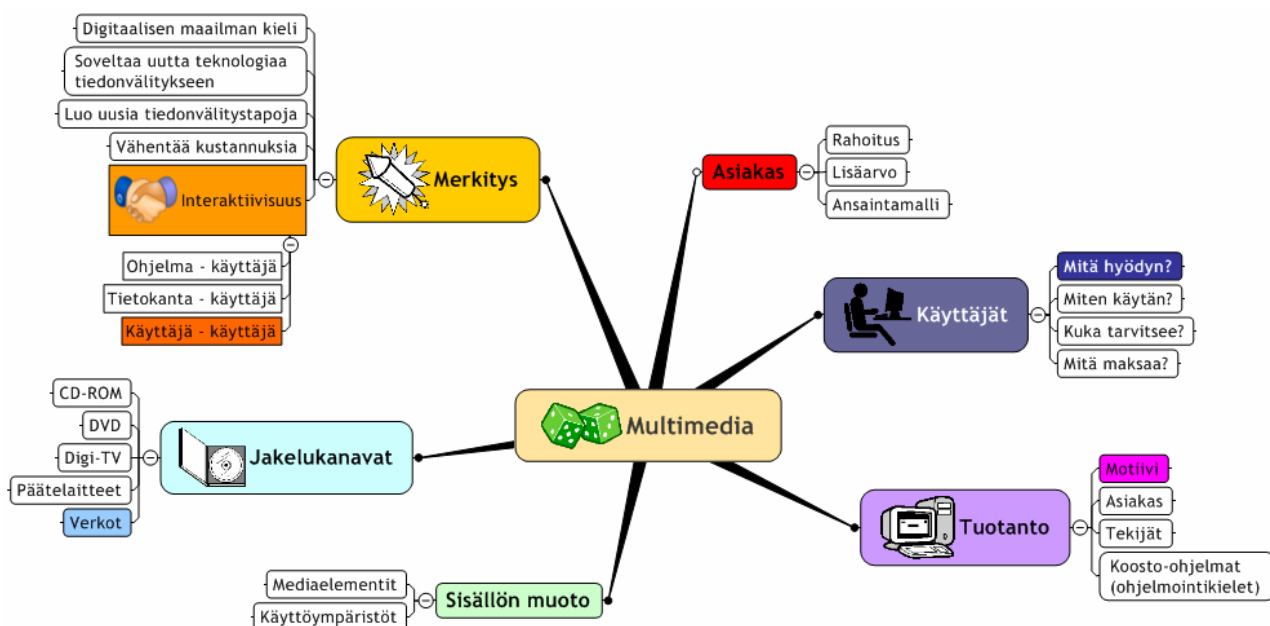 Digitaalisen maailman kieli
Soveltaa uutta teknologiaa
tiedonvälitykseen
Luo uusia tiedonvälitystapoja
Vähentää kustannuksia
Interaktiivisuus
Ohjelma - käyttäjä
Tietokanta - käyttäjä
Käyttäjä - käyttäjä
Merkitys
Asiakas
Rahoitus
Lisäarvo
Ansaintamalli
Käyttäjät
Mitä hyödyn?
Miten käytän?
Kuka tarvitsee?
Mitä maksaa?
Multimedia
CD-ROM
DVD
Digi-TV
Päätelaitteet
Verkot
Jakelukanavat
Tuotanto
Motiivi
Asiakas
Tekijät
Koosto-ohjelmat
(ohjelmointikielet)
Mediaelementit
Käyttöympäristöt
Sisällön muoto